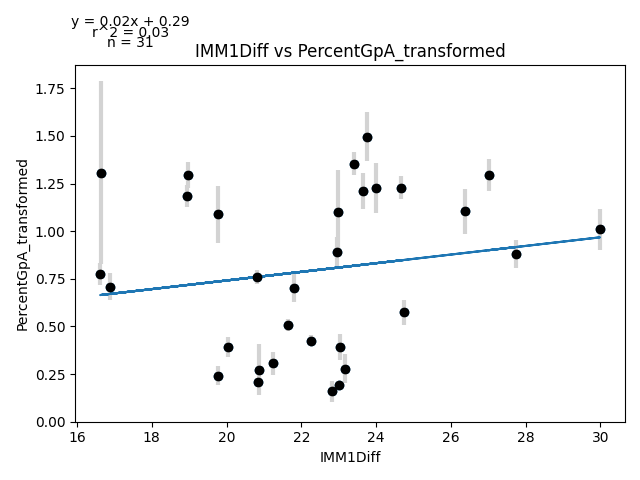 y = 0.02x + 0.29
r^2 = 0.03
n = 31
IMM1Diff vs PercentGpA_transformed
PercentGpA_transformed
1.75
1.50
1.25
1.00
0.75
0.50
0.25
0.00
16 18 20 22 24 26 28 30
IMM1Diff